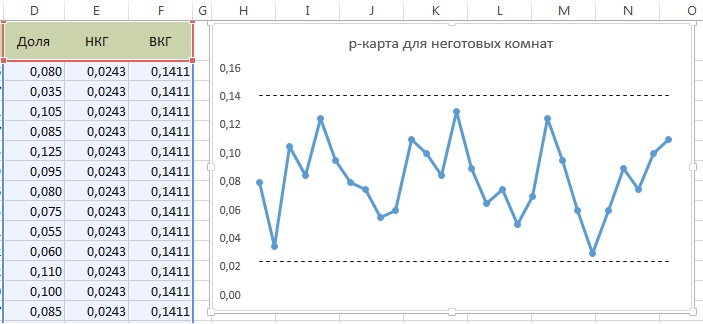 D E F G H I J K L M N O
Доля НКГ ВКГ
0,080 0,0243 0,1411
0,035 0,0243 0,1411
0,105 0,0243 0,1411
0,085 0,0243 0,1411
0,125 0,0243 0,1411
0,095 0,0243 0,1411
0,080 0,0243 0,1411
0,075 0,0243 0,1411
0,055 0,0243 0,1411
0,060 0,0243 0,1411
0,110 0,0243 0,1411
0,100 0,0243 0,1411
0,085 0,0243 0,1411
p-карта для неготовых комнат
0,16
0,14
0,12
0,10
0,08
0,06
0,04
0,02
0,00